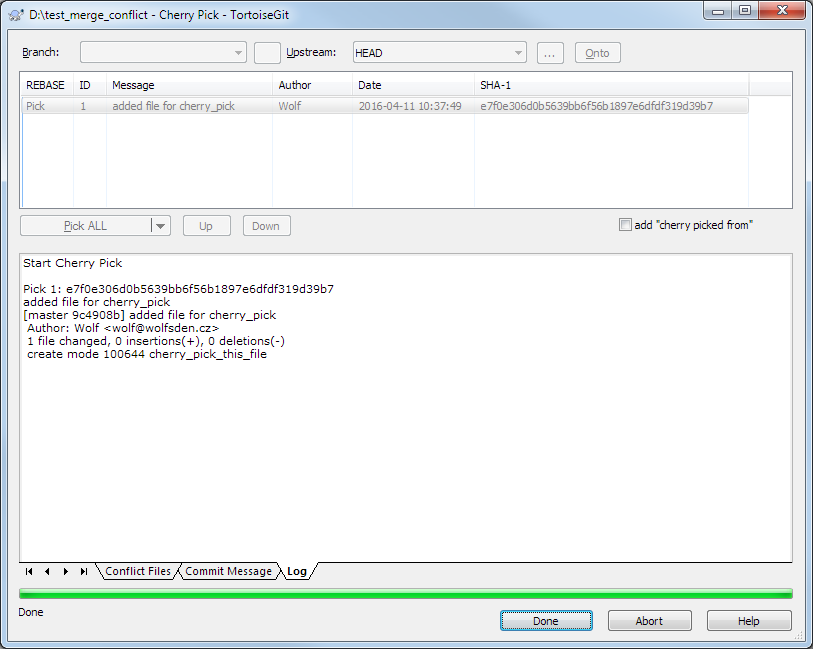 D:\test_merge_conflict - Cherry Pick - TortoiseGit
Branch: Upstream: HEAD ... Onto
REBASE ID Message Author Date SHA-1
Pick 1 added file for cherry_pick Wolf 2016-04-11 10:37:49 e7f0e306d0b5639bb6f56b1897e6dfdf319d39b7
Pick ALL Up Down add "cherry picked from"
Start Cherry Pick
Pick 1: e7f0e306d0b5639bb6f56b1897e6dfdf319d39b7
added file for cherry_pick
[master 9c4908b] added file for cherry_pick
Author: Wolf <wolf@wolfsden.cz>
1 file changed, 0 insertions(+), 0 deletions(-)
create mode 100644 cherry_pick_this_file
Conflict Files Commit Message Log
Done
Done Abort Help